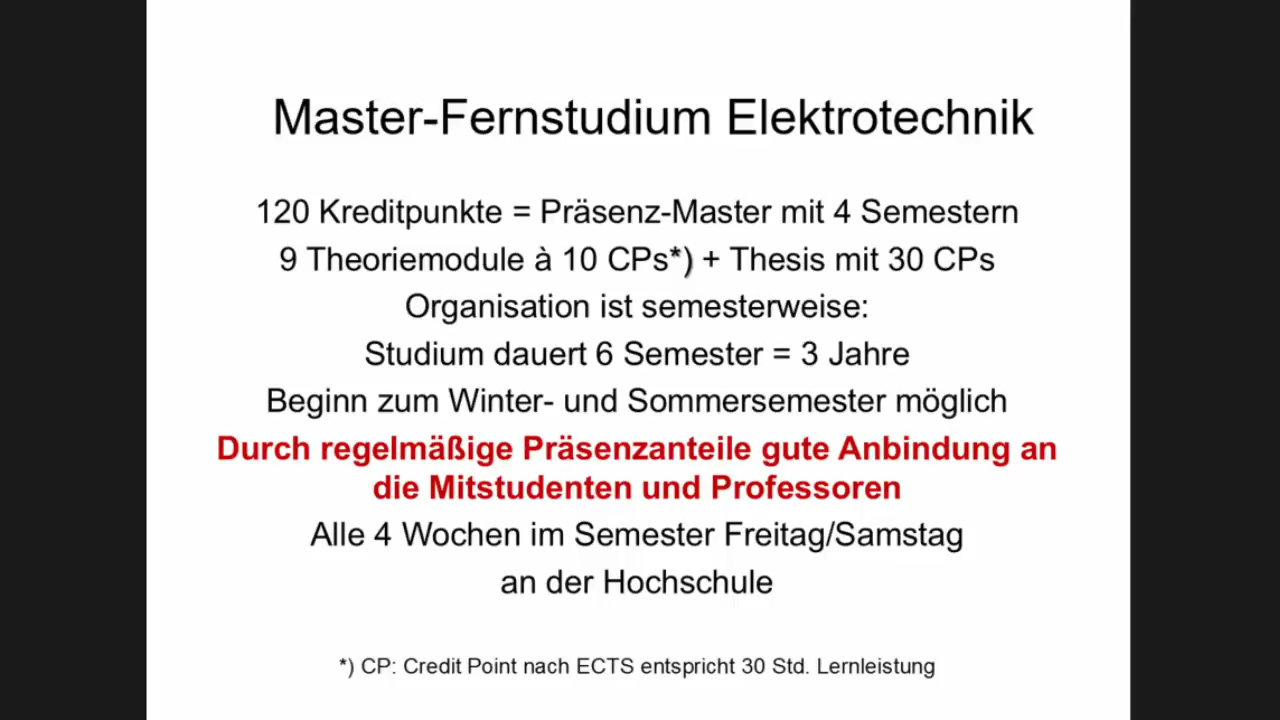 Master-Fernstudium Elektrotechnik
120 Kreditpunkte = Präsenz-Master mit 4 Semestern
9 Theoriemodule à 10 CPs*) + Thesis mit 30 CPs
Organisation ist semesterweise:
Studium dauert 6 Semester = 3 Jahre
Beginn zum Winter- und Sommersemester möglich
Durch regelmäßige Präsenzanteile gute Anbindung an
die Mitstudenten und Professoren
Alle 4 Wochen im Semester Freitag/Samstag
an der Hochschule
*) CP: Credit Point nach ECTS entspricht 30 Std. Lernleistung